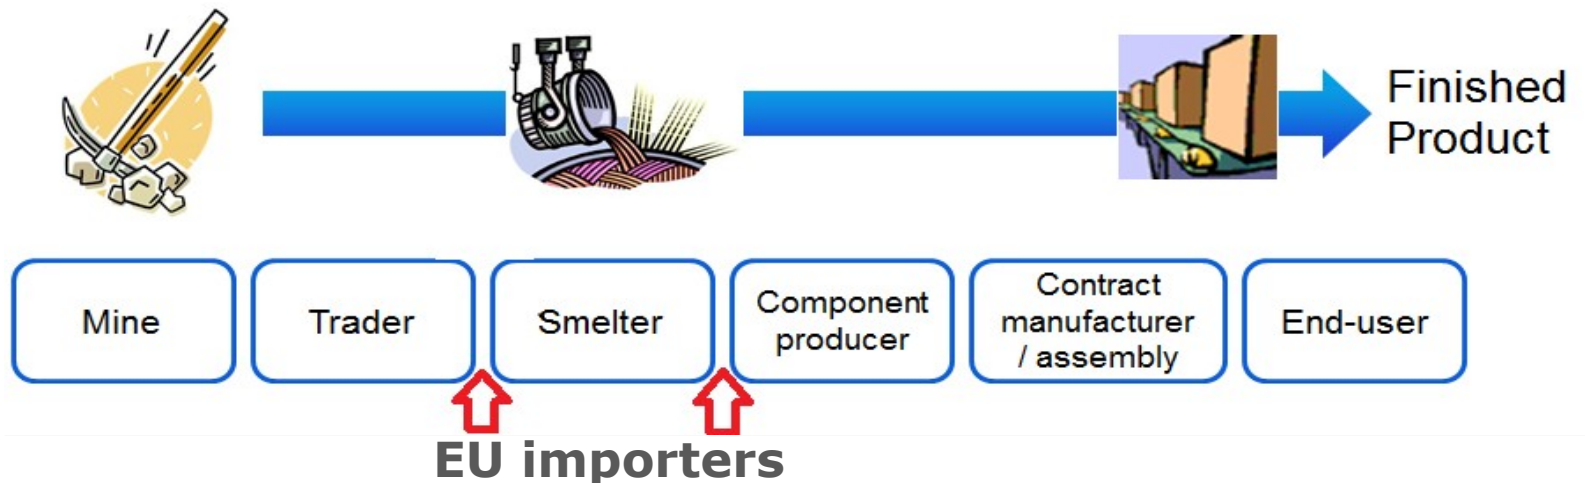 Finished
Product
Mine
Trader
Smelter
Component
producer
Contract
manufacturer
/ assembly
End-user
EU importers